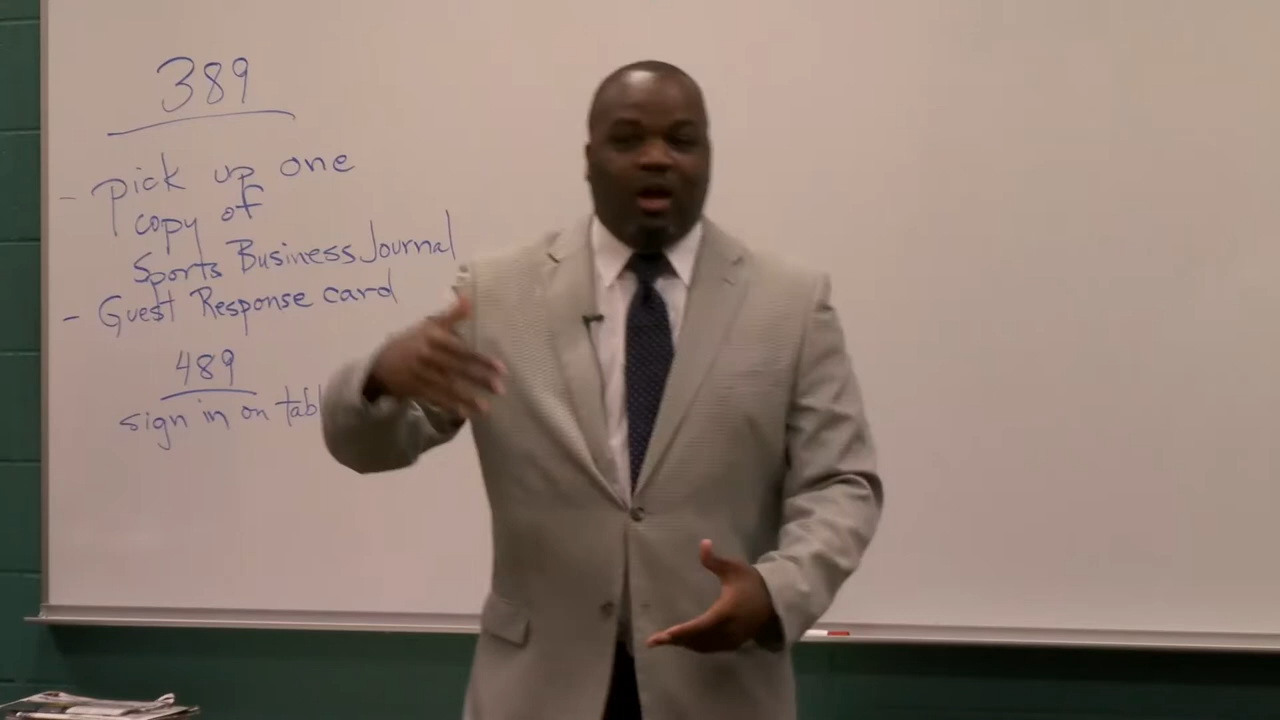 389
- pick up one
copy of
Sports Business Journal
- Guest Response card
489
sign in on